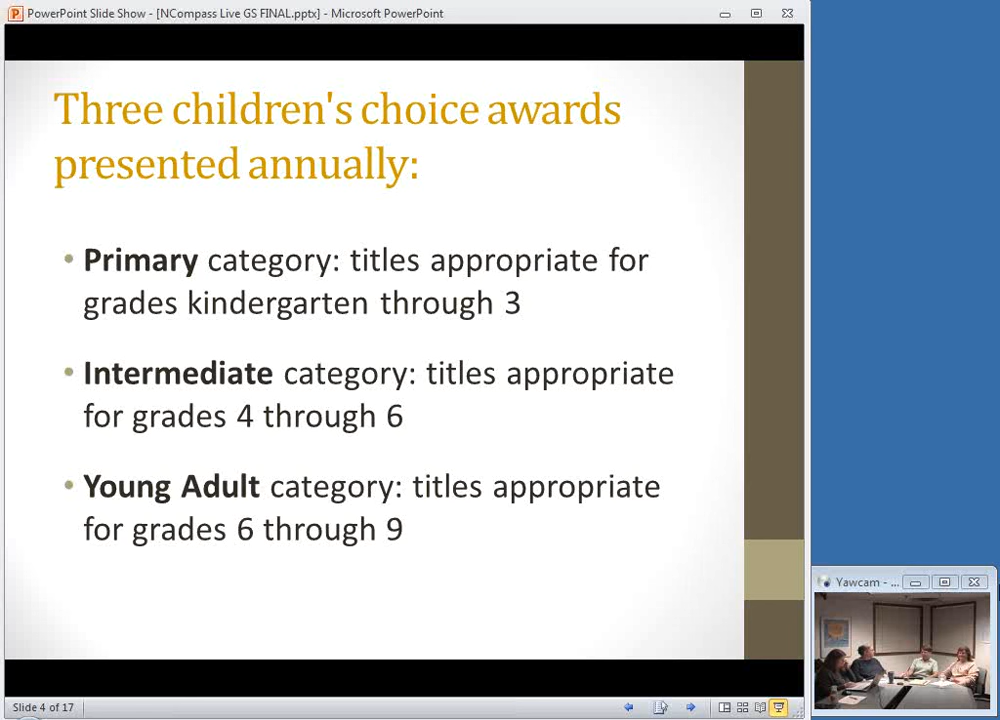 PowerPoint Slide Show - [NCompass Live GS FINAL.pptx] - Microsoft PowerPoint
Three children's choice awards
presented annually:
• Primary category: titles appropriate for
grades kindergarten through 3
• Intermediate category: titles appropriate
for grades 4 through 6
• Young Adult category: titles appropriate
for grades 6 through 9
Yawcam - ...
Slide 4 of 17